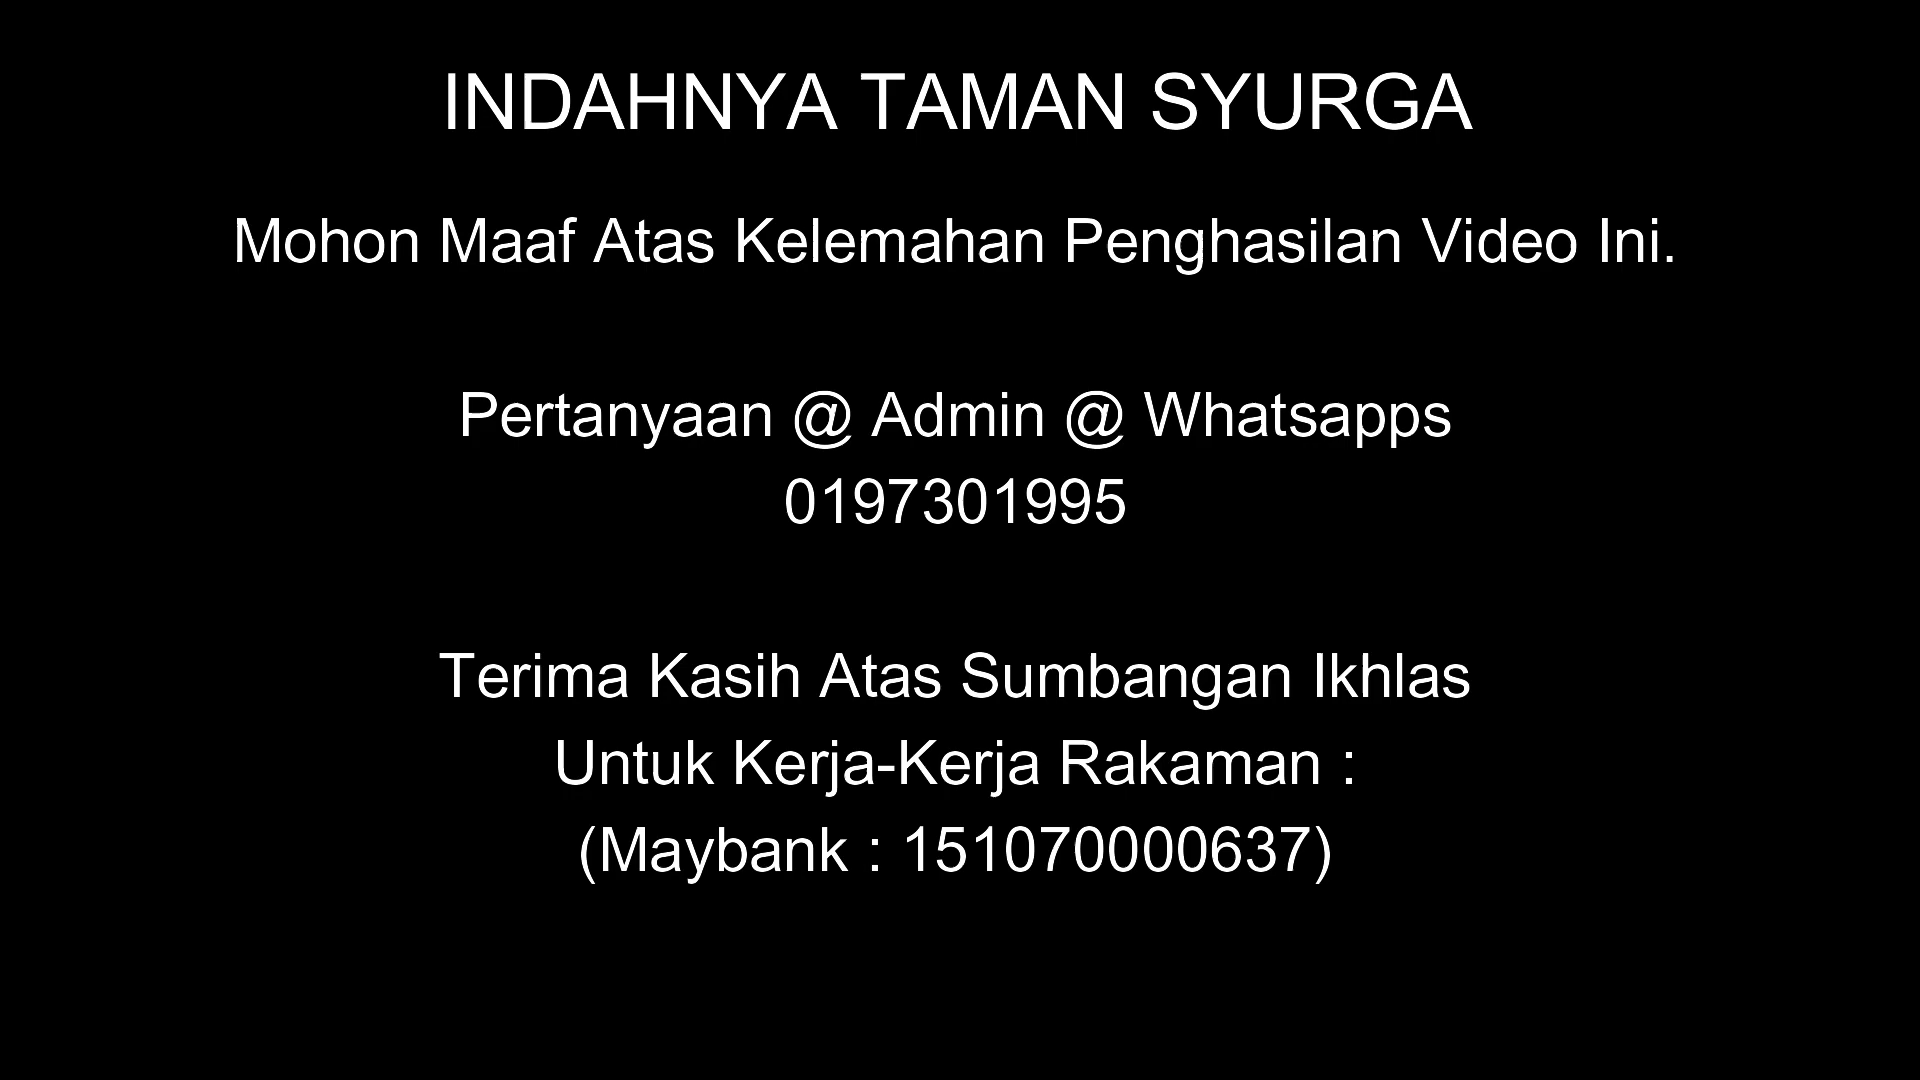 INDAHNYA TAMAN SYURGA
Mohon Maaf Atas Kelemahan Penghasilan Video Ini.
Pertanyaan @ Admin @ Whatsapps
0197301995
Terima Kasih Atas Sumbangan Ikhlas
Untuk Kerja-Kerja Rakaman :
(Maybank : 151070000637)